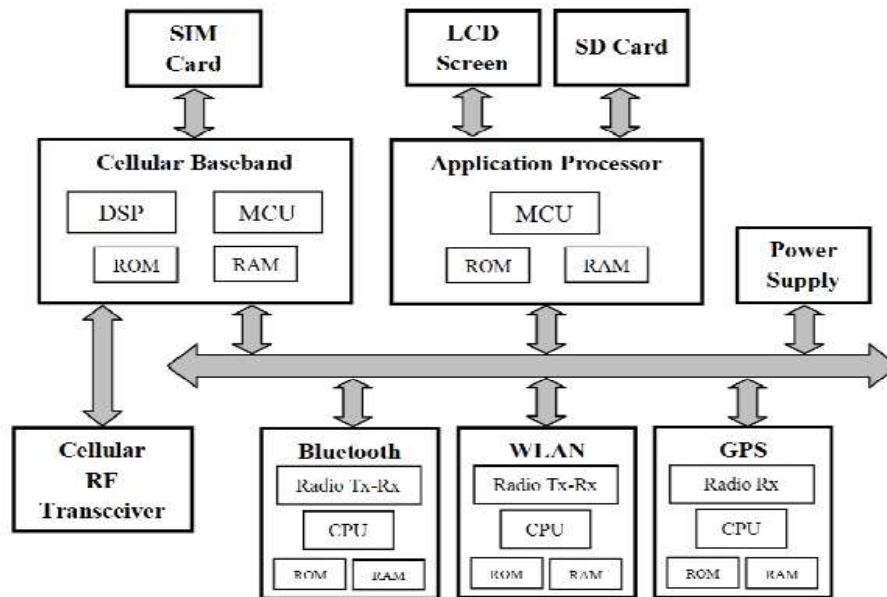 SIM
Card
LCD
Screen
SD Card
Cellular Baseband
DSP
MCU
ROM
RAM
Application Processor
MCU
ROM
RAM
Power
Supply
Cellular
RF
Transceiver
Bluetooth
Radio Tx-Rx
CPU
ROM
RAM
WLAN
Radio Tx-Rx
CPU
ROM
RAM
GPS
Radio Rx
CPU
ROM
RAM